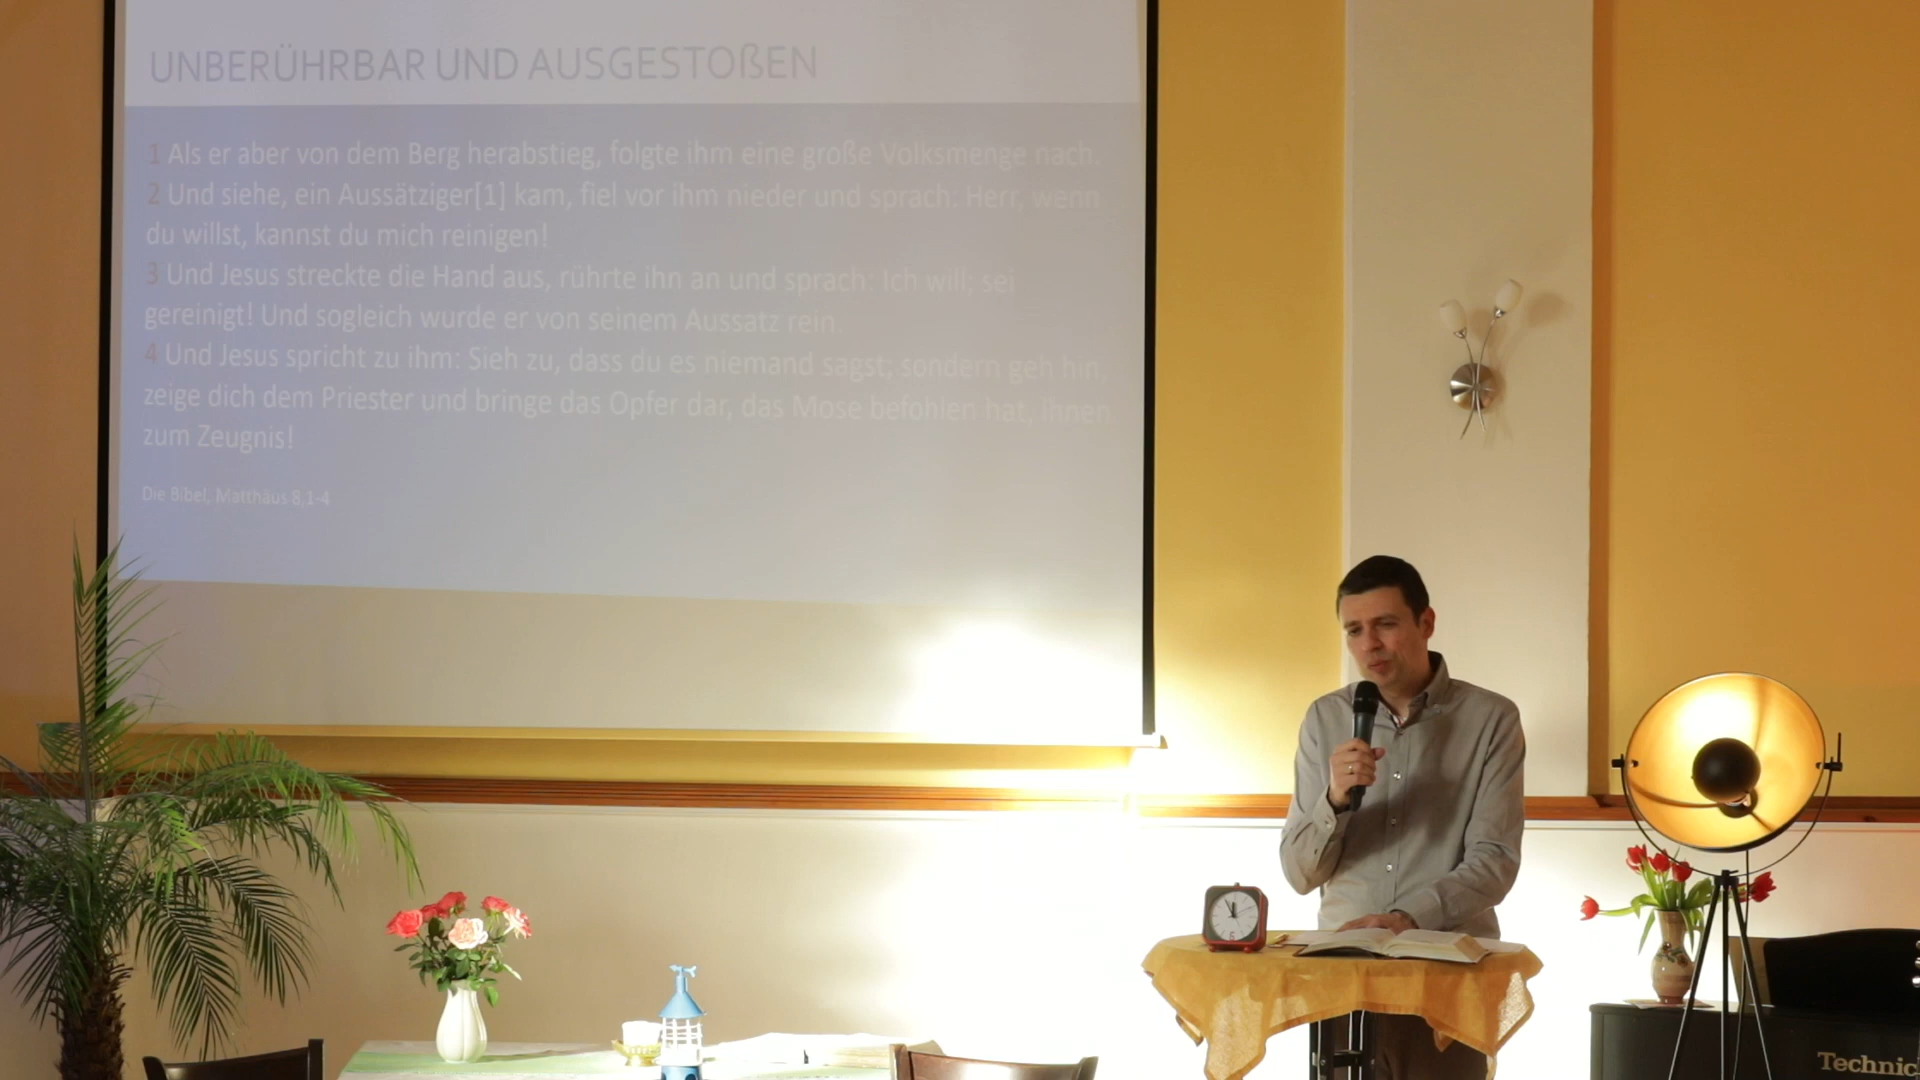 UNBERÜHRBAR UND AUSGESTOßEN
1 Als er aber von dem Berg herabstieg, folgte ihm eine große Volksmenge nach.
2 Und siehe, ein Aussätziger[1] kam, fiel vor ihm nieder und sprach: Herr, wenn
du willst, kannst du mich reinigen!
3 Und Jesus streckte die Hand aus, rührte ihn an und sprach: Ich will; sei
gereinigt! Und sogleich wurde er von seinem Aussatz rein.
4 Und Jesus spricht zu ihm: Sieh zu, dass du es niemand sagst; sondern geh hin,
zeige dich dem Priester und bringe das Opfer dar, das Mose befohlen hat, ihnen
zum Zeugnis!
Die Bibel, Matthäus 8,1-4
Technic